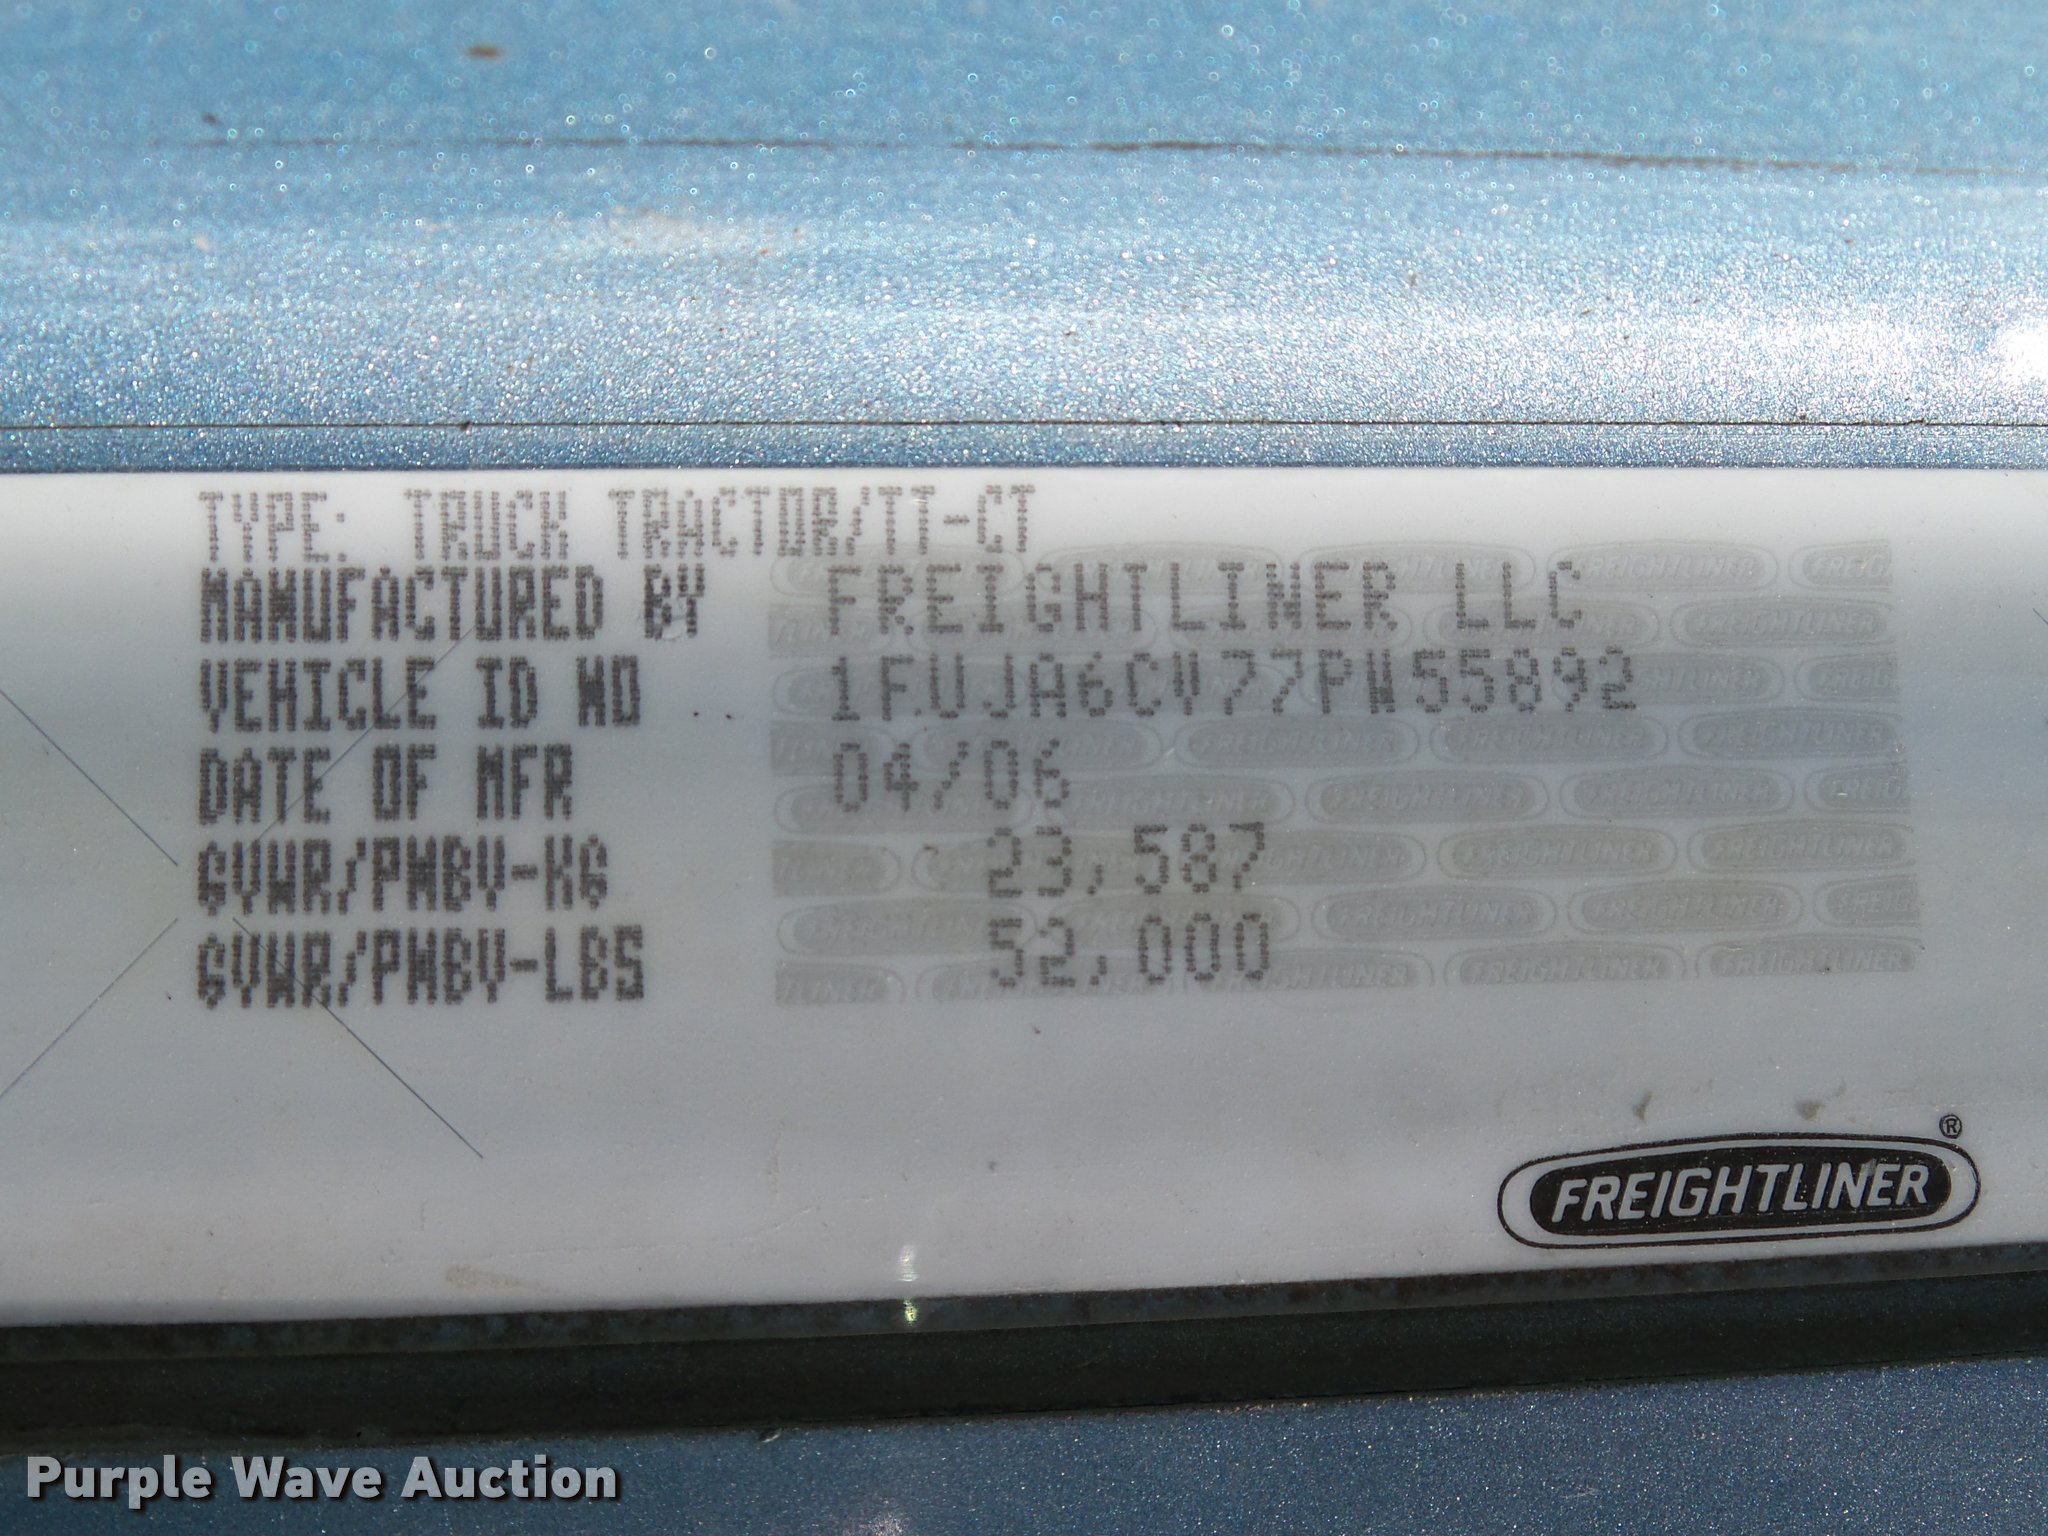 TYPE: TRUCK TRACTOR/TT-CT
MANUFACTURED BY FREIGHTLINER LLC
VEHICLE ID NO 1FUJA6CV77PW55892
DATE OF MFR 04/06
GVWR/PMBV-KG 23,587
GVWR/PNBV-LBS 52,000
FREIGHTLINER®
Purple Wave Auction